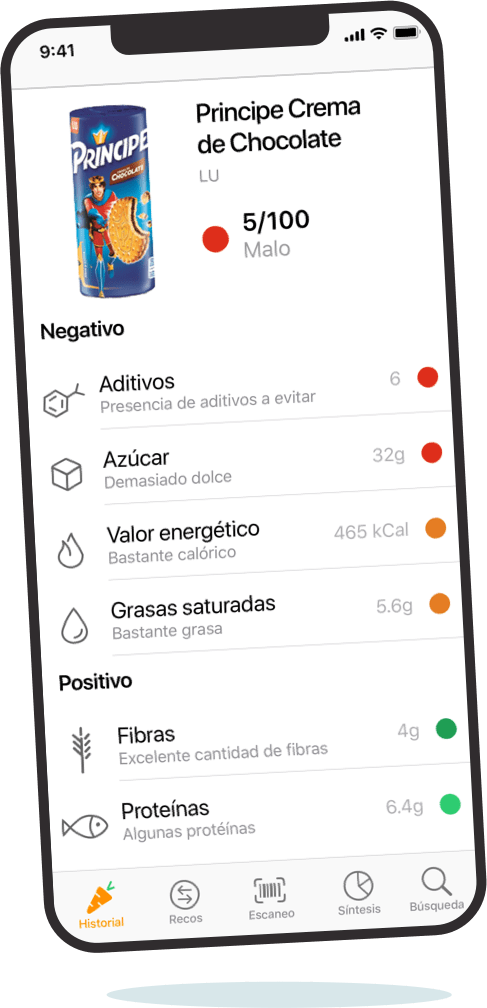 9:41
PRINCIPE
CHOCOLATE
Principe Crema
de Chocolate
LU
5/100
Malo
Negativo
Aditivos
6
Presencia de aditivos a evitar
Azúcar
32g
Demasiado dolce
Valor energético
465 kCal
Bastante calórico
Grasas saturadas
5.6g
Bastante grasa
Positivo
Fibras
4g
Excelente cantidad de fibras
Proteínas
6.4g
Algunas protéínas
Historial
Recos
Escaneo
Síntesis
Búsqueda